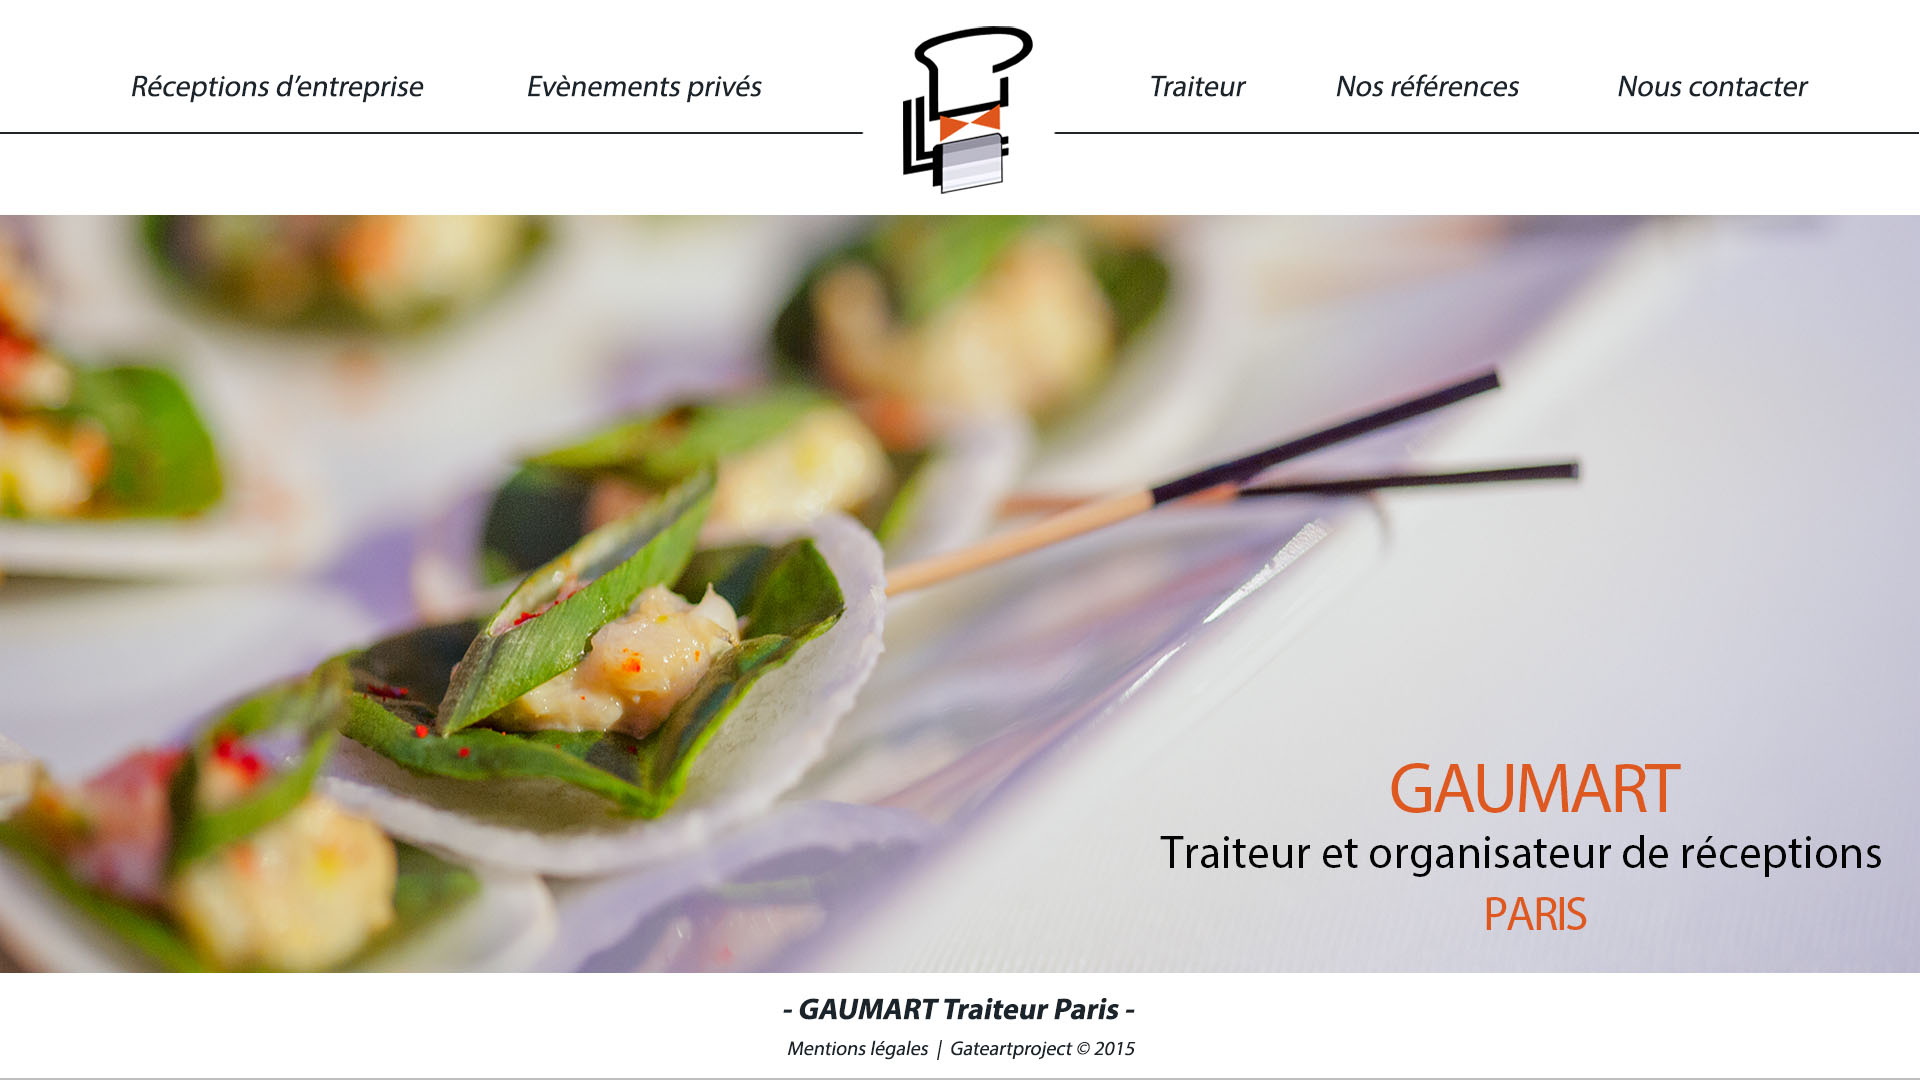 Réceptions d’entreprise
Evènements privés
Traiteur
Nos références
Nous contacter
GAUMART
Traiteur et organisateur de réceptions
PARIS
- GAUMART Traiteur Paris -
Mentions légales | Gateartproject © 2015